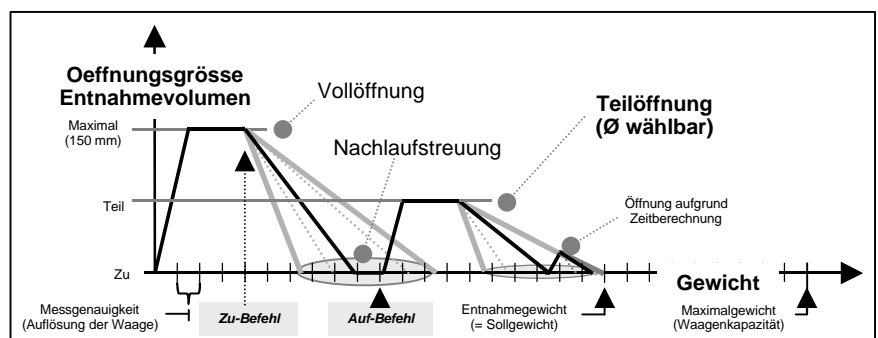 Oeffnungsgrösse
Entnahmevolumen
Vollöffnung
Teilöffnung
(Ø wählbar)
Maximal
(150 mm)
Nachlaufstreuung
Öffnung aufgrund
Zeitberechnung
Teil
Zu
Gewicht
Messgenauigkeit
(Auflösung der Waage)
Zu-Befehl
Auf-Befehl
Entnahmegewicht
(= Sollgewicht)
Maximalgewicht
(Waagenkapazität)